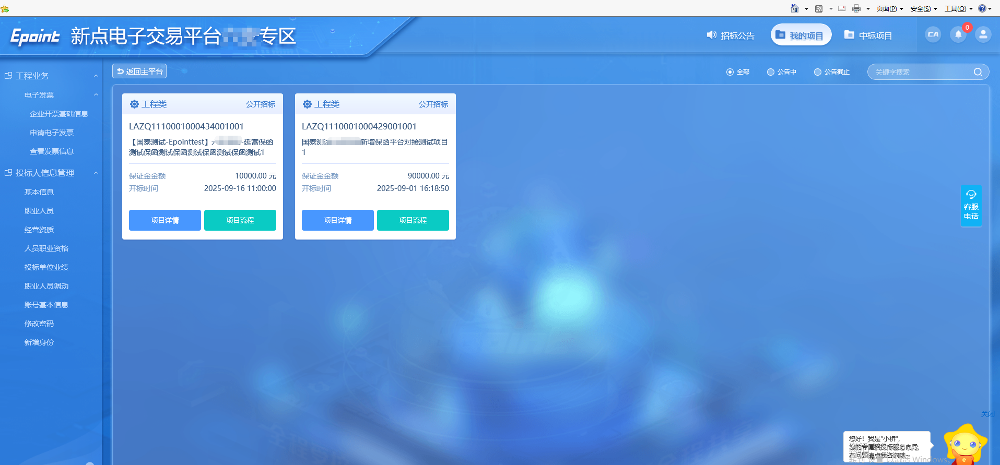 页面(P)
安全(S)
工具(O)
Epoint 新点电子交易平台 专区
招标公告
我的项目
中标项目
CA
0
工程业务
电子发票
企业开票基础信息
申请电子发票
查看发票信息
投标人信息管理
基本信息
职业人员
经营资质
人员职业资格
投标单位业绩
职业人员调动
账号基本信息
修改密码
新增身份
返回主平台
全部
公告中
公告截止
关键字搜索
工程类
公开招标
LAZQ1110001000434001001
【国泰测试-Epointtest】 -延富保函
测试保函测试保函测试保函测试保函测试1
保证金金额
10000.00 元
开标时间
2025-09-16 11:00:00
项目详情
项目流程
工程类
公开招标
LAZQ1110001000429001001
国泰测试 新增保函平台对接测试项目
1
保证金金额
90000.00 元
开标时间
2025-09-01 16:18:50
项目详情
项目流程
客服
电话
关闭
您好！我是"小桥"，
您的专属招投标服务向导，
有问题请点我咨询哦~
转到"设置"以激活 Windows。